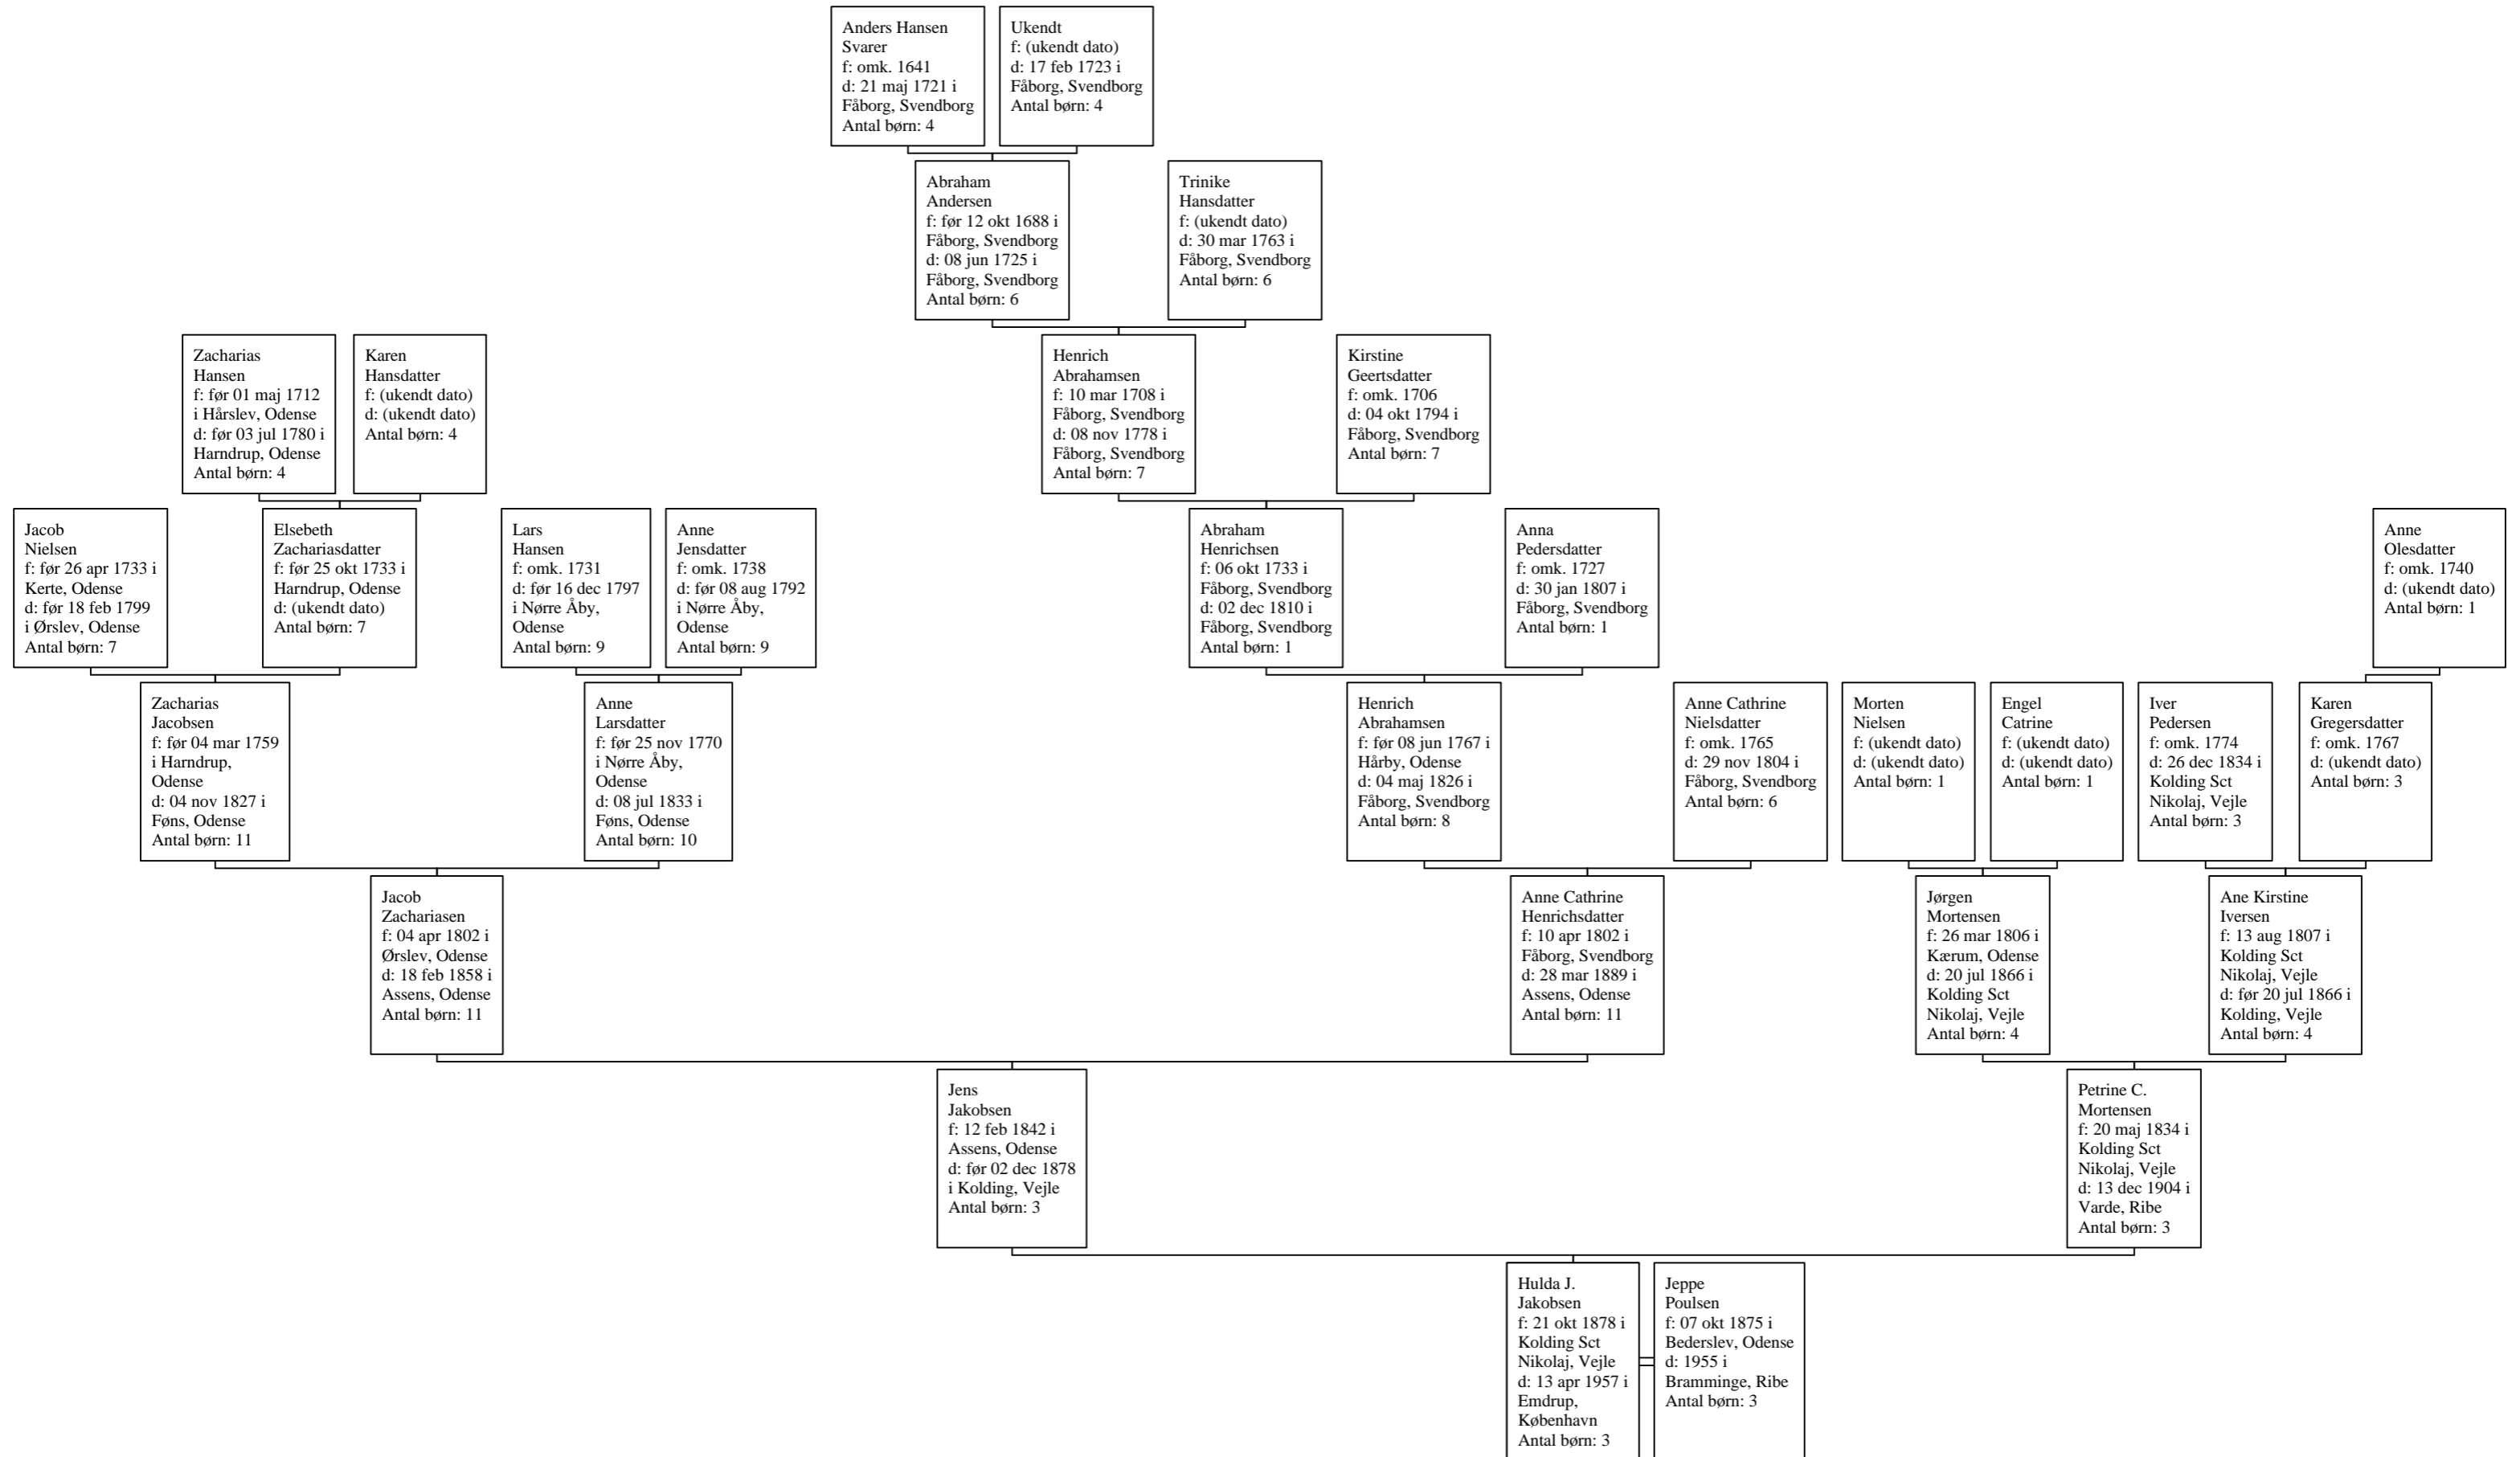 Anders Hansen
Svarer
f: omk. 1641
d: 21 maj 1721 i
Fåborg, Svendborg
Antal børn: 4
Ukendt
f: (ukendt dato)
d: 17 feb 1723 i
Fåborg, Svendborg
Antal børn: 4
Abraham
Andersen
f: før 12 okt 1688 i
Fåborg, Svendborg
d: 08 jun 1725 i
Fåborg, Svendborg
Antal børn: 6
Trinike
Hansdatter
f: (ukendt dato)
d: 30 mar 1763 i
Fåborg, Svendborg
Antal børn: 6
Zacharias
Hansen
f: før 01 maj 1712
i Hårslev, Odense
d: før 03 jul 1780 i
Harndrup, Odense
Antal børn: 4
Karen
Hansdatter
f: (ukendt dato)
d: (ukendt dato)
Antal børn: 4
Henrich
Abrahamsen
f: 10 mar 1708 i
Fåborg, Svendborg
d: 08 nov 1778 i
Fåborg, Svendborg
Antal børn: 7
Kirstine
Geertsdatter
f: omk. 1706
d: 04 okt 1794 i
Fåborg, Svendborg
Antal børn: 7
Jacob
Nielsen
f: før 26 apr 1733 i
Kerte, Odense
d: før 18 feb 1799
i Ørslev, Odense
Antal børn: 7
Elsebeth
Zachariasdatter
f: før 25 okt 1733 i
Harndrup, Odense
d: (ukendt dato)
Antal børn: 7
Lars
Hansen
f: omk. 1731
d: før 16 dec 1797
i Nørre Åby,
Odense
Antal børn: 9
Anne
Jensdatter
f: omk. 1738
d: før 08 aug 1792
i Nørre Åby,
Odense
Antal børn: 9
Abraham
Henrichsen
f: 06 okt 1733 i
Fåborg, Svendborg
d: 02 dec 1810 i
Fåborg, Svendborg
Antal børn: 1
Anna
Pedersdatter
f: omk. 1727
d: 30 jan 1807 i
Fåborg, Svendborg
Antal børn: 1
Anne
Olesdatter
f: omk. 1740
d: (ukendt dato)
Antal børn: 1
Zacharias
Jacobsen
f: før 04 mar 1759
i Harndrup,
Odense
d: 04 nov 1827 i
Føns, Odense
Antal børn: 11
Anne
Larsdatter
f: før 25 nov 1770
i Nørre Åby,
Odense
d: 08 jul 1833 i
Føns, Odense
Antal børn: 10
Henrich
Abrahamsen
f: før 08 jun 1767 i
Hårby, Odense
d: 04 maj 1826 i
Fåborg, Svendborg
Antal børn: 8
Anne Cathrine
Nielsdatter
f: omk. 1765
d: 29 nov 1804 i
Fåborg, Svendborg
Antal børn: 6
Morten
Nielsen
f: (ukendt dato)
d: (ukendt dato)
Antal børn: 1
Engel
Catrine
f: (ukendt dato)
d: (ukendt dato)
Antal børn: 1
Iver
Pedersen
f: omk. 1774
d: 26 dec 1834 i
Kolding Sct
Nikolaj, Vejle
Antal børn: 3
Karen
Gregersdatter
f: omk. 1767
d: (ukendt dato)
Antal børn: 3
Jacob
Zachariasen
f: 04 apr 1802 i
Ørslev, Odense
d: 18 feb 1858 i
Assens, Odense
Antal børn: 11
Anne Cathrine
Henrichsdatter
f: 10 apr 1802 i
Fåborg, Svendborg
d: 28 mar 1889 i
Assens, Odense
Antal børn: 11
Jørgen
Mortensen
f: 26 mar 1806 i
Kærum, Odense
d: 20 jul 1866 i
Kolding Sct
Nikolaj, Vejle
Antal børn: 4
Ane Kirstine
Iversen
f: 13 aug 1807 i
Kolding Sct
Nikolaj, Vejle
d: før 20 jul 1866 i
Kolding, Vejle
Antal børn: 4
Jens
Jakobsen
f: 12 feb 1842 i
Assens, Odense
d: før 02 dec 1878
i Kolding, Vejle
Antal børn: 3
Petrine C.
Mortensen
f: 20 maj 1834 i
Kolding Sct
Nikolaj, Vejle
d: 13 dec 1904 i
Varde, Ribe
Antal børn: 3
Hulda J.
Jakobsen
f: 21 okt 1878 i
Kolding Sct
Nikolaj, Vejle
d: 13 apr 1957 i
Emdrup,
København
Antal børn: 3
Jeppe
Poulsen
f: 07 okt 1875 i
Bederslev, Odense
d: 1955 i
Bramminge, Ribe
Antal børn: 3